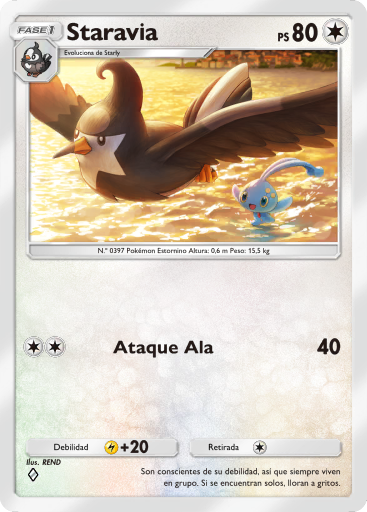 FASE 1
Staravia
PS 80
Evoluciona de Starly
N.º 0397 Pokémon Estornino Altura: 0,6 m Peso: 15,5 kg
Ataque Ala 40
Debilidad +20 Retirada
Ilus. REND
Son conscientes de su debilidad, así que siempre viven
en grupo. Si se encuentran solos, lloran a gritos.